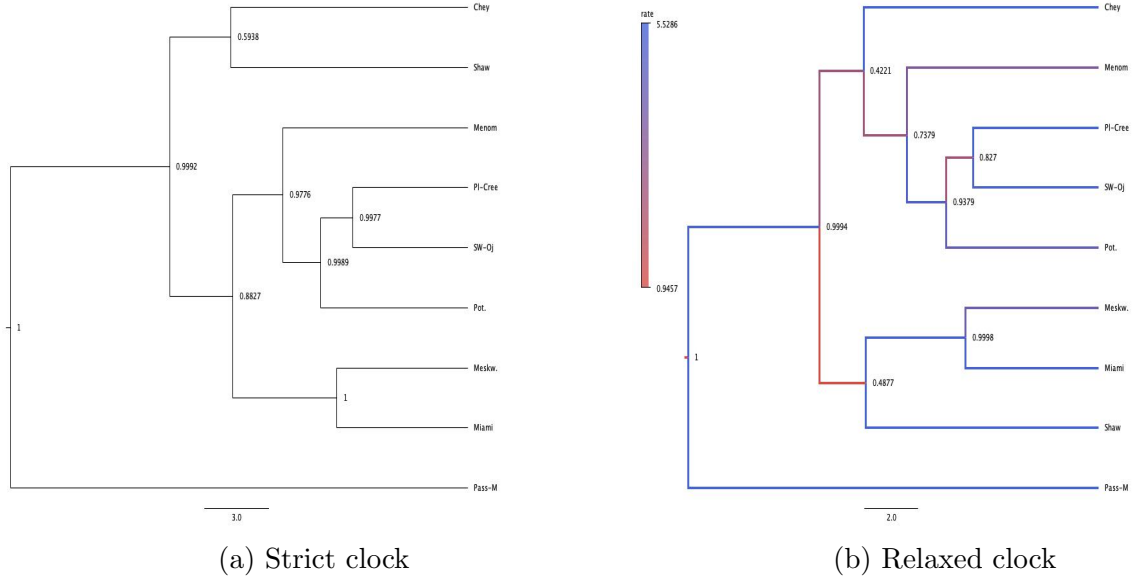 Chey
0.5938
Shaw
Menom
0.9992
Pl-Cree
0.9776
0.9977
SW-Oj
0.9989
0.8827
Pot.
1
Meskw.
1
Miami
Pass-M
3.0
(a) Strict clock
rate
5.5286
0.9457
Chey
Menom
0.4221
Pl-Cree
0.7379
0.827
SW-Oj
0.9379
0.9994
Pot.
Meskw.
0.9998
1
Miami
0.4877
Shaw
Pass-M
2.0
(b) Relaxed clock